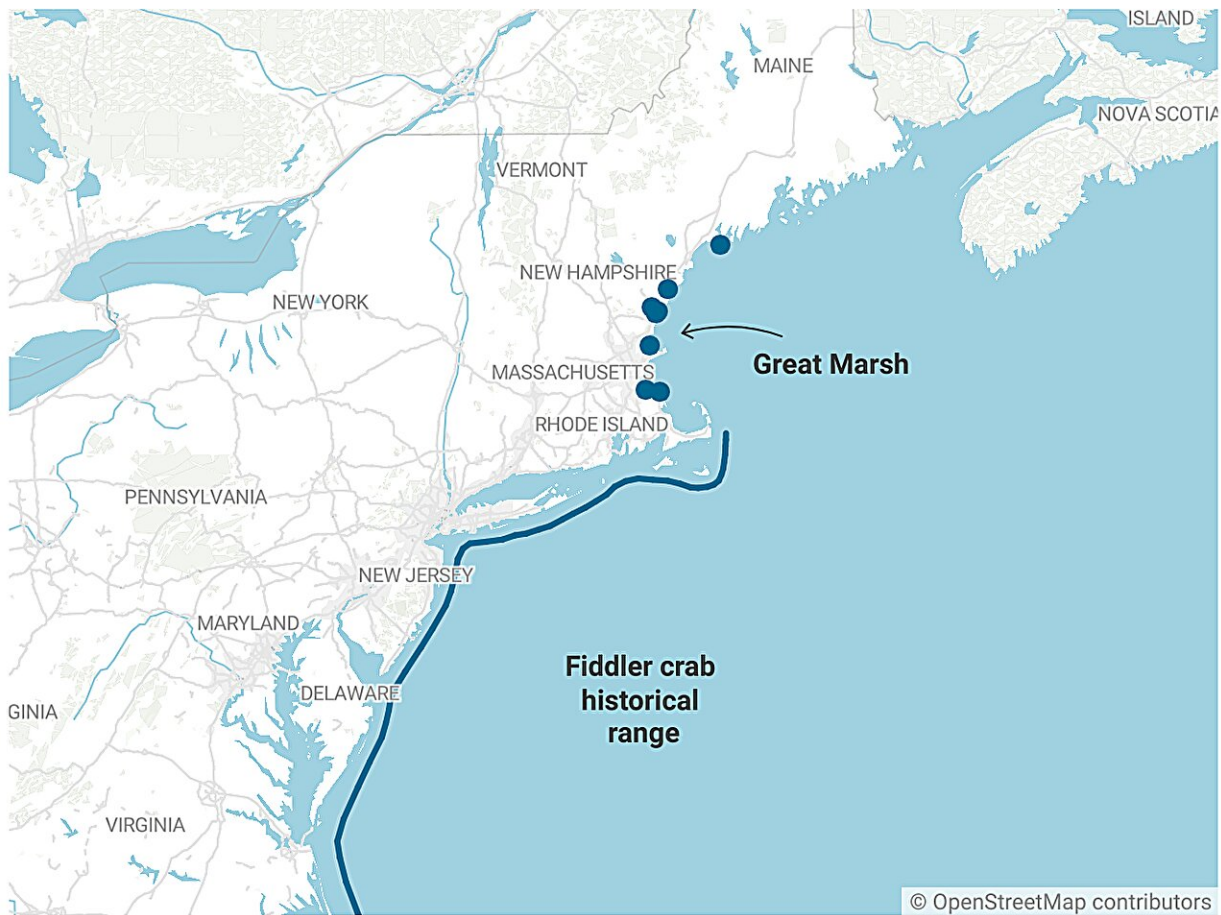 ISLAND
MAINE
NOVA SCOTIA
VERMONT
NEW HAMPSHIRE
NEW YORK
Great Marsh
MASSACHUSETTS
RHODE ISLAND
PENNSYLVANIA
NEW JERSEY
MARYLAND
Fiddler crab
historical
range
DELAWARE
GINIA
VIRGINIA
© OpenStreetMap contributors